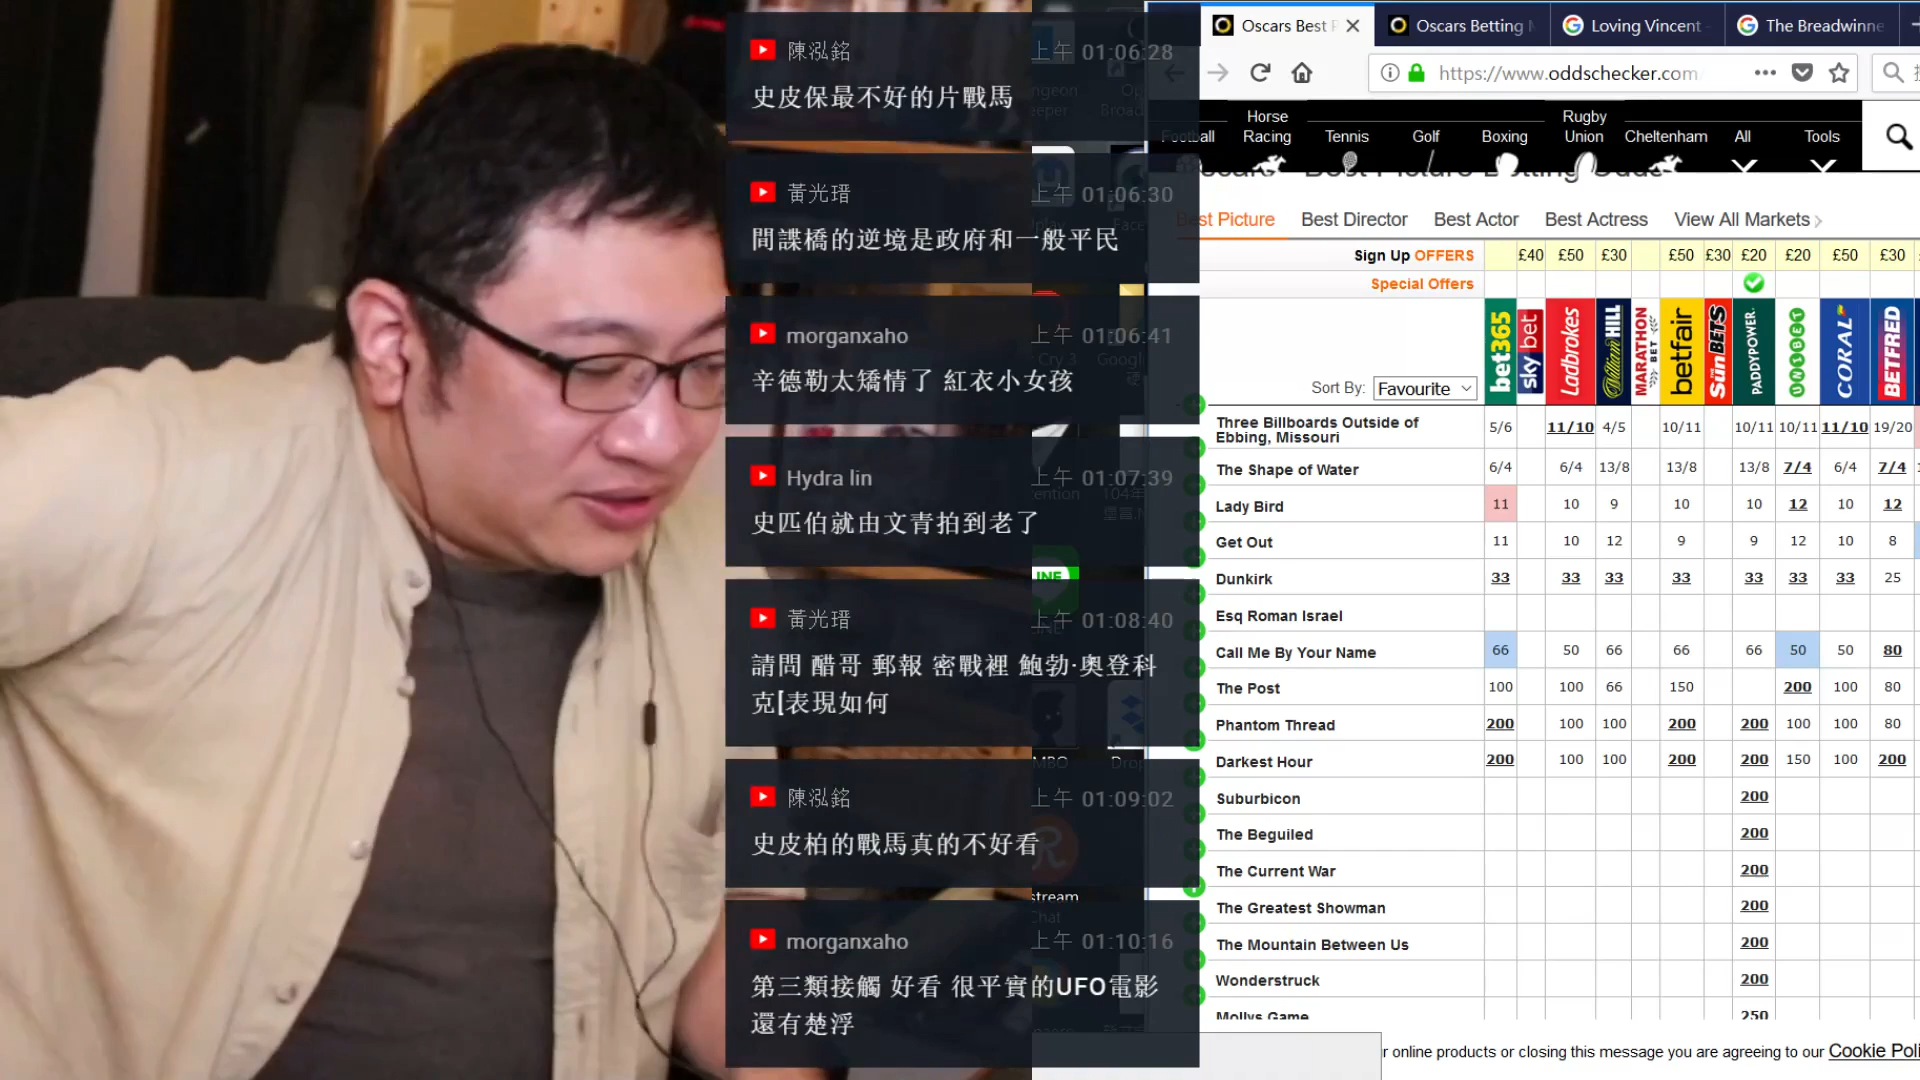 陳泓銘
上午 01:06:28
史皮保最不好的片戰馬
黃光瑨
上午 01:06:30
間諜橋的逆境是政府和一般平民
morganxaho
上午 01:06:41
辛德勒太矯情了 紅衣小女孩
Hydra lin
上午 01:07:39
史匹伯就由文青拍到老了
黃光瑨
上午 01:08:40
請問 醋哥 郵報 密戰裡 鮑勃·奧登科
克[表現如何
陳泓銘
上午 01:09:02
史皮柏的戰馬真的不好看
morganxaho
上午 01:10:16
第三類接觸 好看 很平實的UFO電影
還有楚浮
Oscars Best Oscars Betting Loving Vincent - The Breadwinne
https://www.oddschecker.com
Football Horse Racing Tennis Golf Boxing Rugby Union Cheltenham All Tools
Best Picture Best Director Best Actor Best Actress View All Markets
Sign Up OFFERS £40 £50 £30 £50 £30 £20 £20 £50 £30
Special Offers
bet365 sky bet Ladbrokes William HILL MARATHON BET betfair THE Sun BETS PADDYPOWER. UNIBET CORAL BETFRED
Sort By: Favourite
Three Billboards Outside of Ebbing, Missouri 5/6 11/10 4/5 10/11 10/11 10/11 11/10 19/20
The Shape of Water 6/4 6/4 13/8 13/8 13/8 7/4 6/4 7/4
Lady Bird 11 10 9 10 10 12 10 12
Get Out 11 10 12 9 9 12 10 8
Dunkirk 33 33 33 33 33 33 33 25
Esq Roman Israel
Call Me By Your Name 66 50 66 66 66 50 50 80
The Post 100 100 66 150 200 100 80
Phantom Thread 200 100 100 200 200 100 100 80
Darkest Hour 200 100 100 200 200 150 100 200
Suburbicon 200
The Beguiled 200
The Current War 200
The Greatest Showman 200
The Mountain Between Us 200
Wonderstruck 200
Mollys Game 250
r online products or closing this message you are agreeing to our Cookie Poli